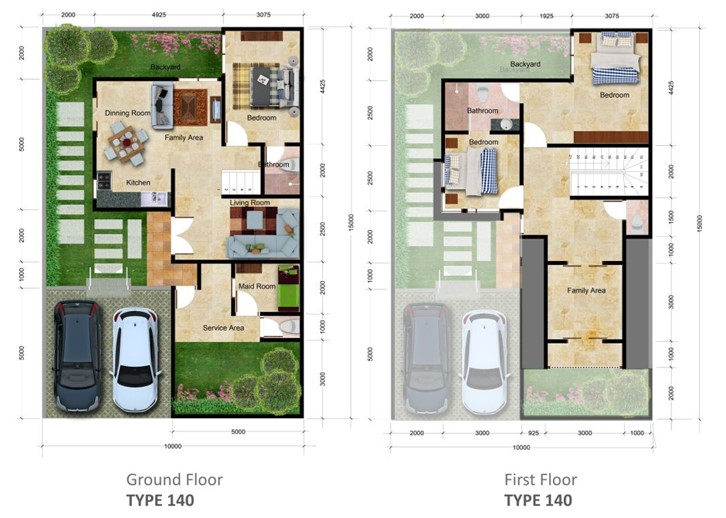 2000 4925 3075
2000 3000 1925 3075
2000
5000
2000
1000
5000
Backyard
Dinning Room
Family Area
Bedroom
Bathroom
Kitchen
Living Room
Maid Room
Service Area
4425
2000
2500
2000
1000
3000
15000
5000
10000
2000
2500
2500
2000
1000
5000
Backyard
Bedroom
Bathroom
Bedroom
Family Area
4425
2000
1500
1000
3000
1000
2000
15000
2000 3000 925 3000 1000
10000
Ground Floor
TYPE 140
First Floor
TYPE 140